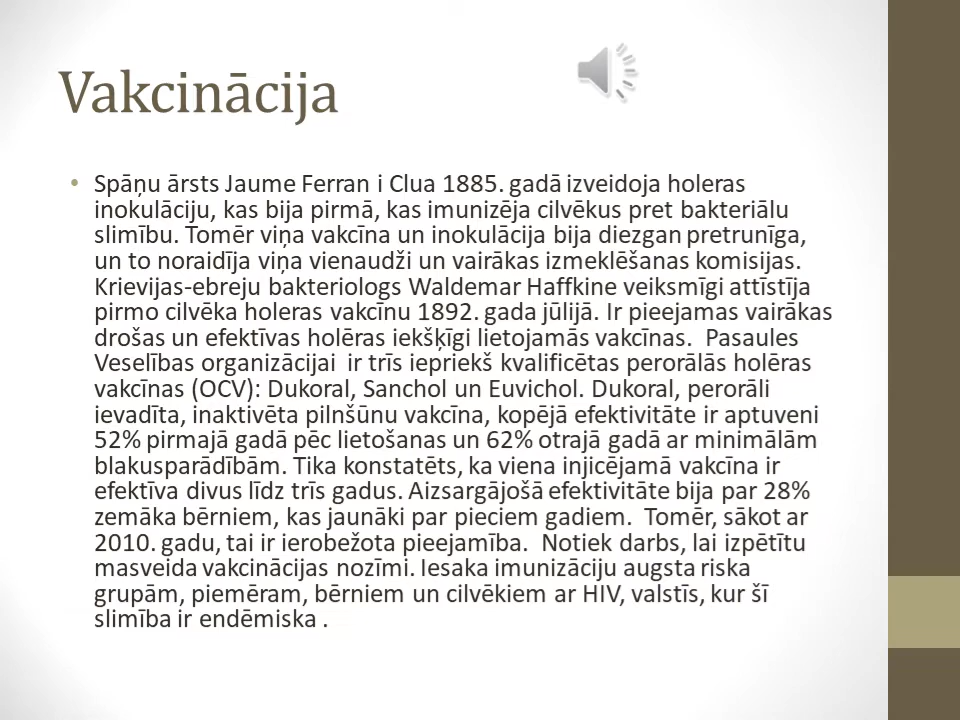 Vakcinācija
• Spāņu ārsts Jaume Ferran i Clua 1885. gadā izveidoja holeras
inokulāciju, kas bija pirmā, kas imunizēja cilvēkus pret bakteriālu
slimību. Tomēr viņa vakcīna un inokulācija bija diezgan pretrunīga,
un to noraidīja viņa vienaudži un vairākas izmeklēšanas komisijas.
Krievijas-ebreju bakteriologs Waldemar Haffkine veiksmīgi attīstīja
pirmo cilvēka holeras vakcīnu 1892. gada jūlijā. Ir pieejamas vairākas
drošas un efektīvas holēras iekšķīgi lietojamās vakcīnas.  Pasaules
Veselības organizācijai  ir trīs iepriekš kvalificētas perorālās holēras
vakcīnas (OCV): Dukoral, Sanchol un Euvichol. Dukoral, perorāli
ievadīta, inaktivēta pilnšūnu vakcīna, kopējā efektivitāte ir aptuveni
52% pirmajā gadā pēc lietošanas un 62% otrajā gadā ar minimālām
blakusparādībām. Tika konstatēts, ka viena injicējamā vakcīna ir
efektīva divus līdz trīs gadus. Aizsargājošā efektivitāte bija par 28%
zemāka bērniem, kas jaunāki par pieciem gadiem.  Tomēr, sākot ar
2010. gadu, tai ir ierobežota pieejamība.  Notiek darbs, lai izpētītu
masveida vakcinācijas nozīmi. Iesaka imunizāciju augsta riska
grupām, piemēram, bērniem un cilvēkiem ar HIV, valstīs, kur šī
slimība ir endēmiska .